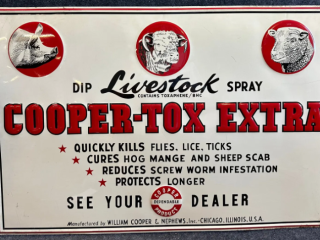 DIP Livestock SPRAY
CONTAINS TOXAPHENE/BHC
COOPER-TOX EXTRA
★ QUICKLY KILLS FLIES, LICE, TICKS
★ CURES HOG MANGE AND SHEEP SCAB
★ REDUCES SCREW WORM INFESTATION
★ PROTECTS LONGER
SEE YOUR COOPER DEPENDABLE PRODUCT DEALER
Manufactured by WILLIAM COOPER & NEPHEWS, Inc. - CHICAGO, ILLINOIS, U.S.A.